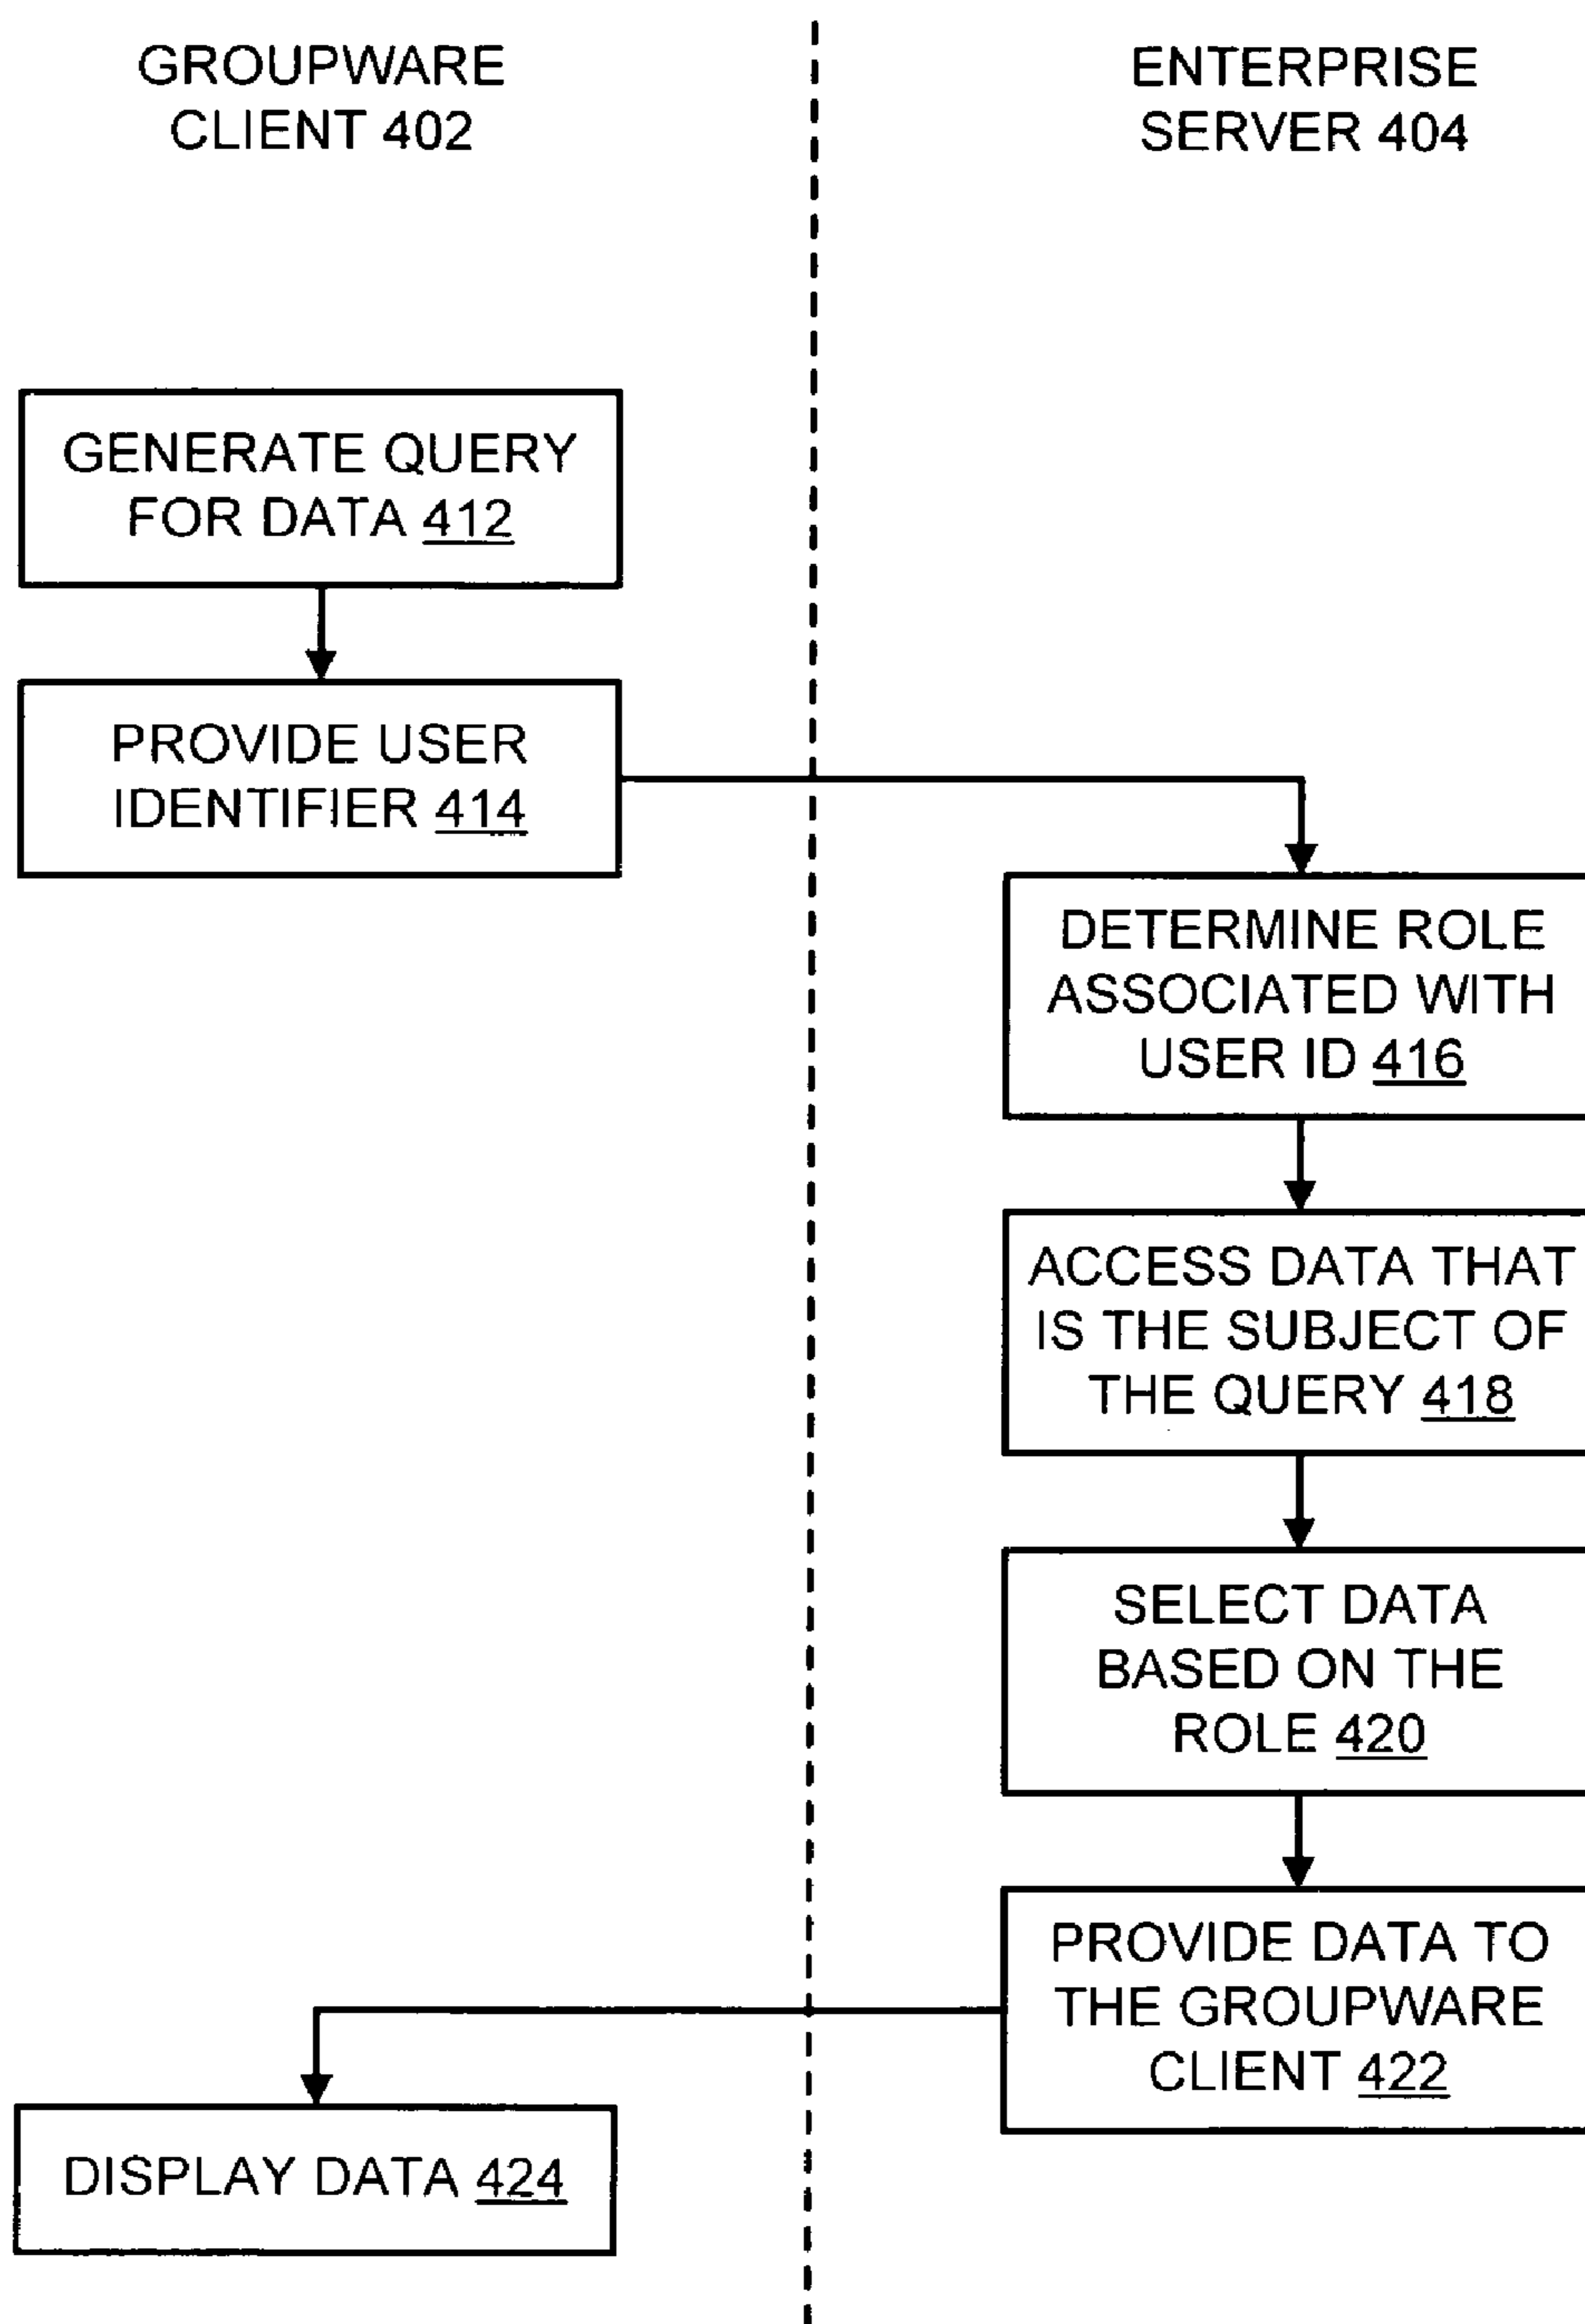 GROUPWARE
CLIENT 402
ENTERPRISE
SERVER 404
GENERATE QUERY
FOR DATA 412
PROVIDE USER
IDENTIFIER 414
DETERMINE ROLE
ASSOCIATED WITH
USER ID 416
ACCESS DATA THAT
IS THE SUBJECT OF
THE QUERY 418
SELECT DATA
BASED ON THE
ROLE 420
PROVIDE DATA TO
THE GROUPWARE
CLIENT 422
DISPLAY DATA 424